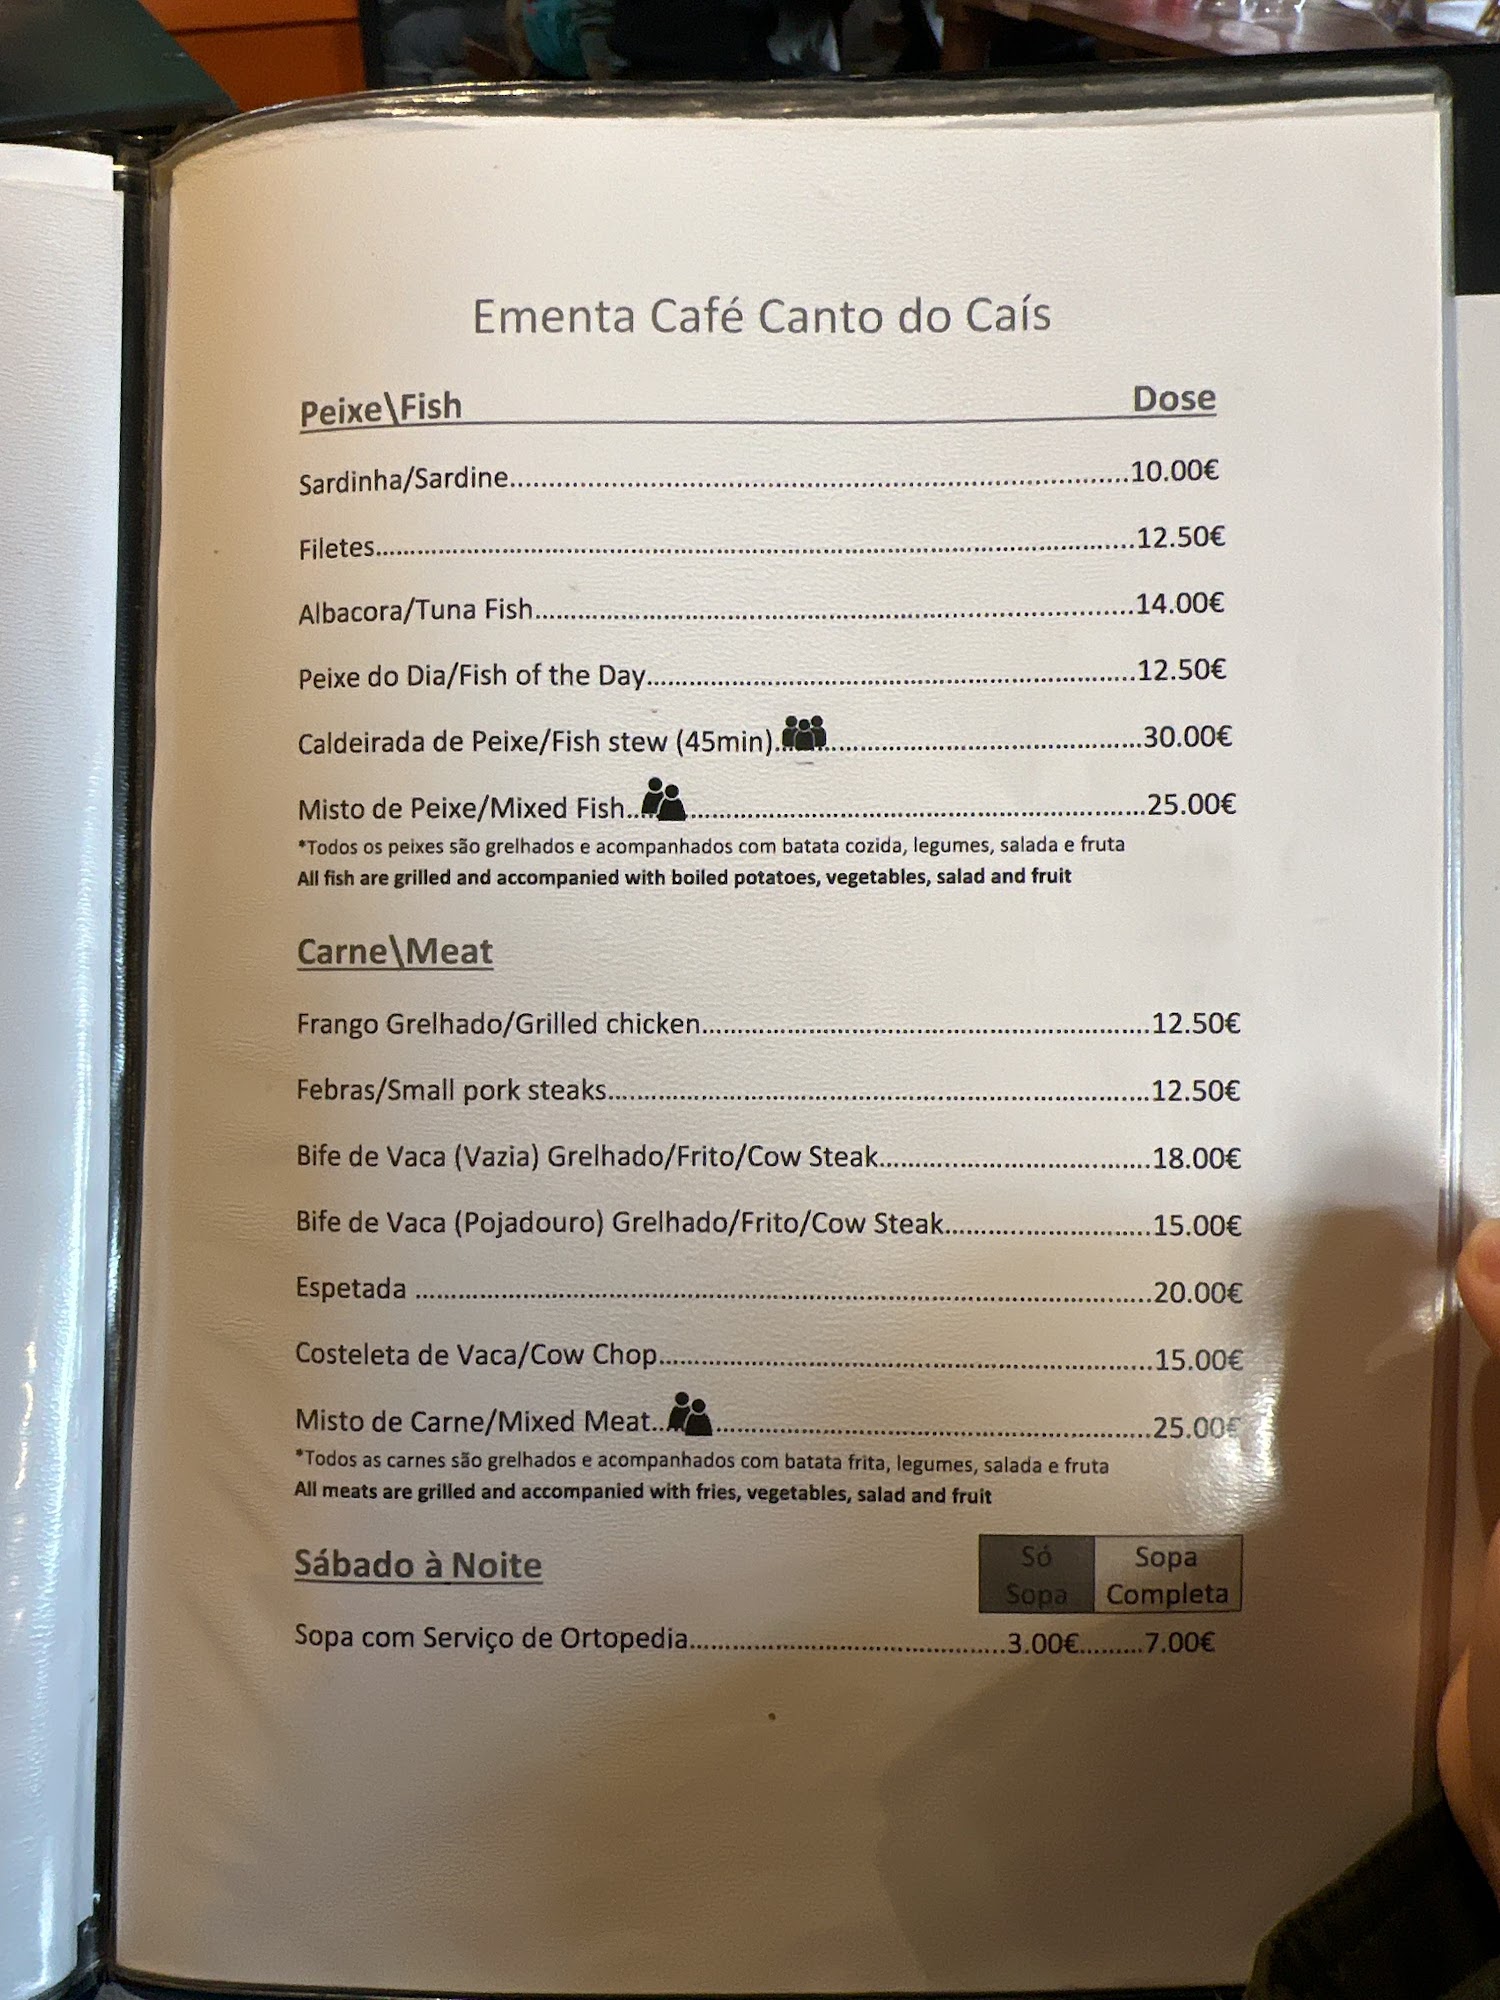 Ementa Café Canto do Caís
Peixe\Fish Dose
Sardinha/Sardine..........10.00€
Filetes..........12.50€
Albacora/Tuna Fish..........14.00€
Peixe do Dia/Fish of the Day..........12.50€
Caldeirada de Peixe/Fish stew (45min)..........30.00€
Misto de Peixe/Mixed Fish..........25.00€
*Todos os peixes são grelhados e acompanhados com batata cozida, legumes, salada e fruta
All fish are grilled and accompanied with boiled potatoes, vegetables, salad and fruit
Carne\Meat
Frango Grelhado/Grilled chicken..........12.50€
Febras/Small pork steaks..........12.50€
Bife de Vaca (Vazia) Grelhado/Frito/Cow Steak..........18.00€
Bife de Vaca (Pojadouro) Grelhado/Frito/Cow Steak..........15.00€
Espetada ..........20.00€
Costeleta de Vaca/Cow Chop..........15.00€
Misto de Carne/Mixed Meat..........25.00€
*Todos as carnes são grelhados e acompanhados com batata frita, legumes, salada e fruta
All meats are grilled and accompanied with fries, vegetables, salad and fruit
Sábado à Noite
Só Sopa
Sopa Completa
Sopa com Serviço de Ortopedia..........3.00€.........7.00€